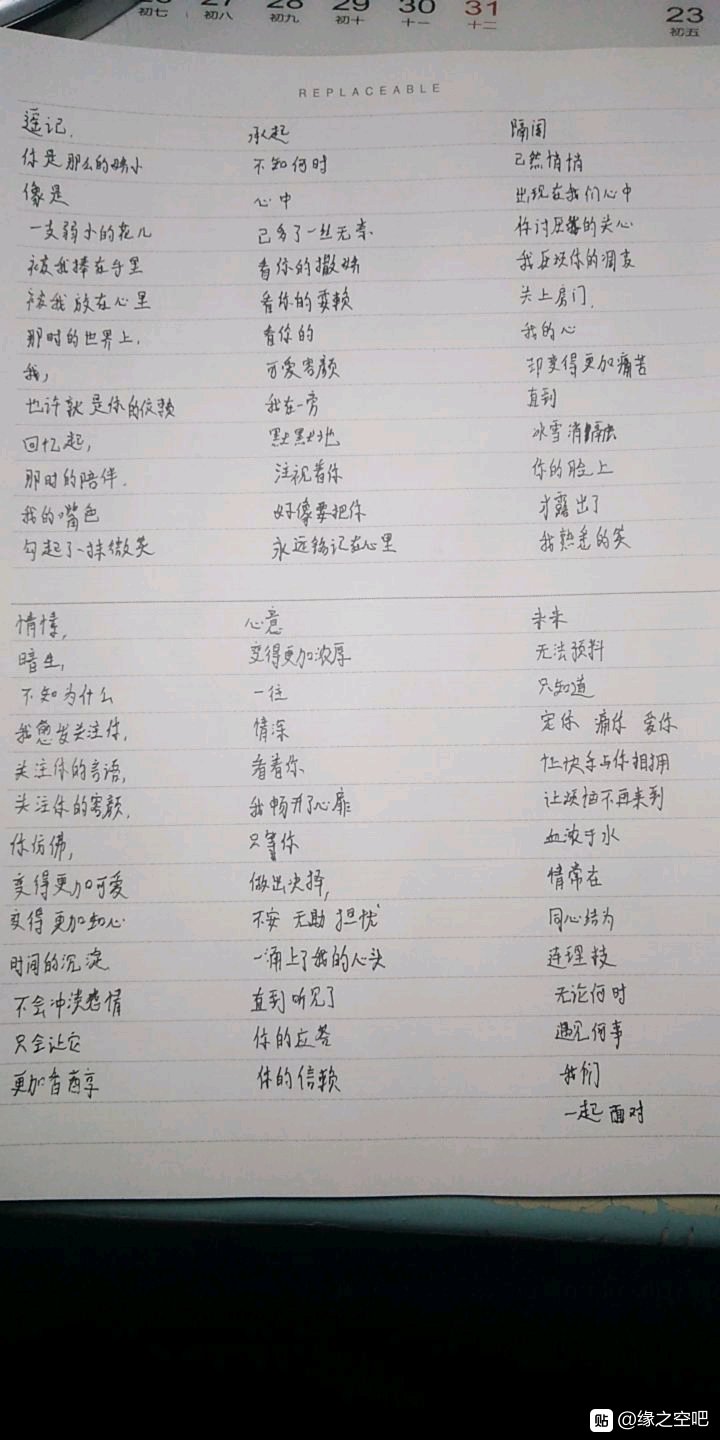 27 28 29 30 31
初七 初八 初九 初十 十一 十二
23
初五
REPLACEABLE
遥记.
你是那么的娇小
像是
一支弱小的花儿
被我捧在手里
被我放在心里
那时的世界上,
我,
也许就是你的依赖
回忆起,
那时的陪伴.
我的嘴色
勾起了一抹微笑
承起
不知何时
心中
已多了一丝无奈.
看你的撒娇
看你的耍赖
看你的
可爱容颜
我在一旁
默默地
注视着你
好像要把你
永远铭记在心里
隔阂
已然悄悄
出现在我们心中
你讨厌我的关心
我厌烦你的调皮
关上房门.
我的心
却变得更加痛苦
直到
冰雪消融
你的脸上
才露出了
我熟悉的笑
情愫,
暗生,
不知为什么
我愈发关注你,
关注你的言语,
关注你的容颜,
你仿佛,
变得更加可爱
变得更加知心
时间的沉淀
不会冲淡感情
只会让它
更加香醇
心意
变得更加浓厚
一往
情深
看着你
我畅开了心扉
只等你
做出决择,
不安 无助 担忧
一涌上了我的心头
直到听见了
你的应答
你的信赖
未来
无法预料
只知道
宠你 痛你 爱你
快乐与你相拥
让烦恼不再来到
血浓于水
情常在
同心结为
连理枝
无论何时
遇见何事
我们
一起面对
贴 @缘之空吧